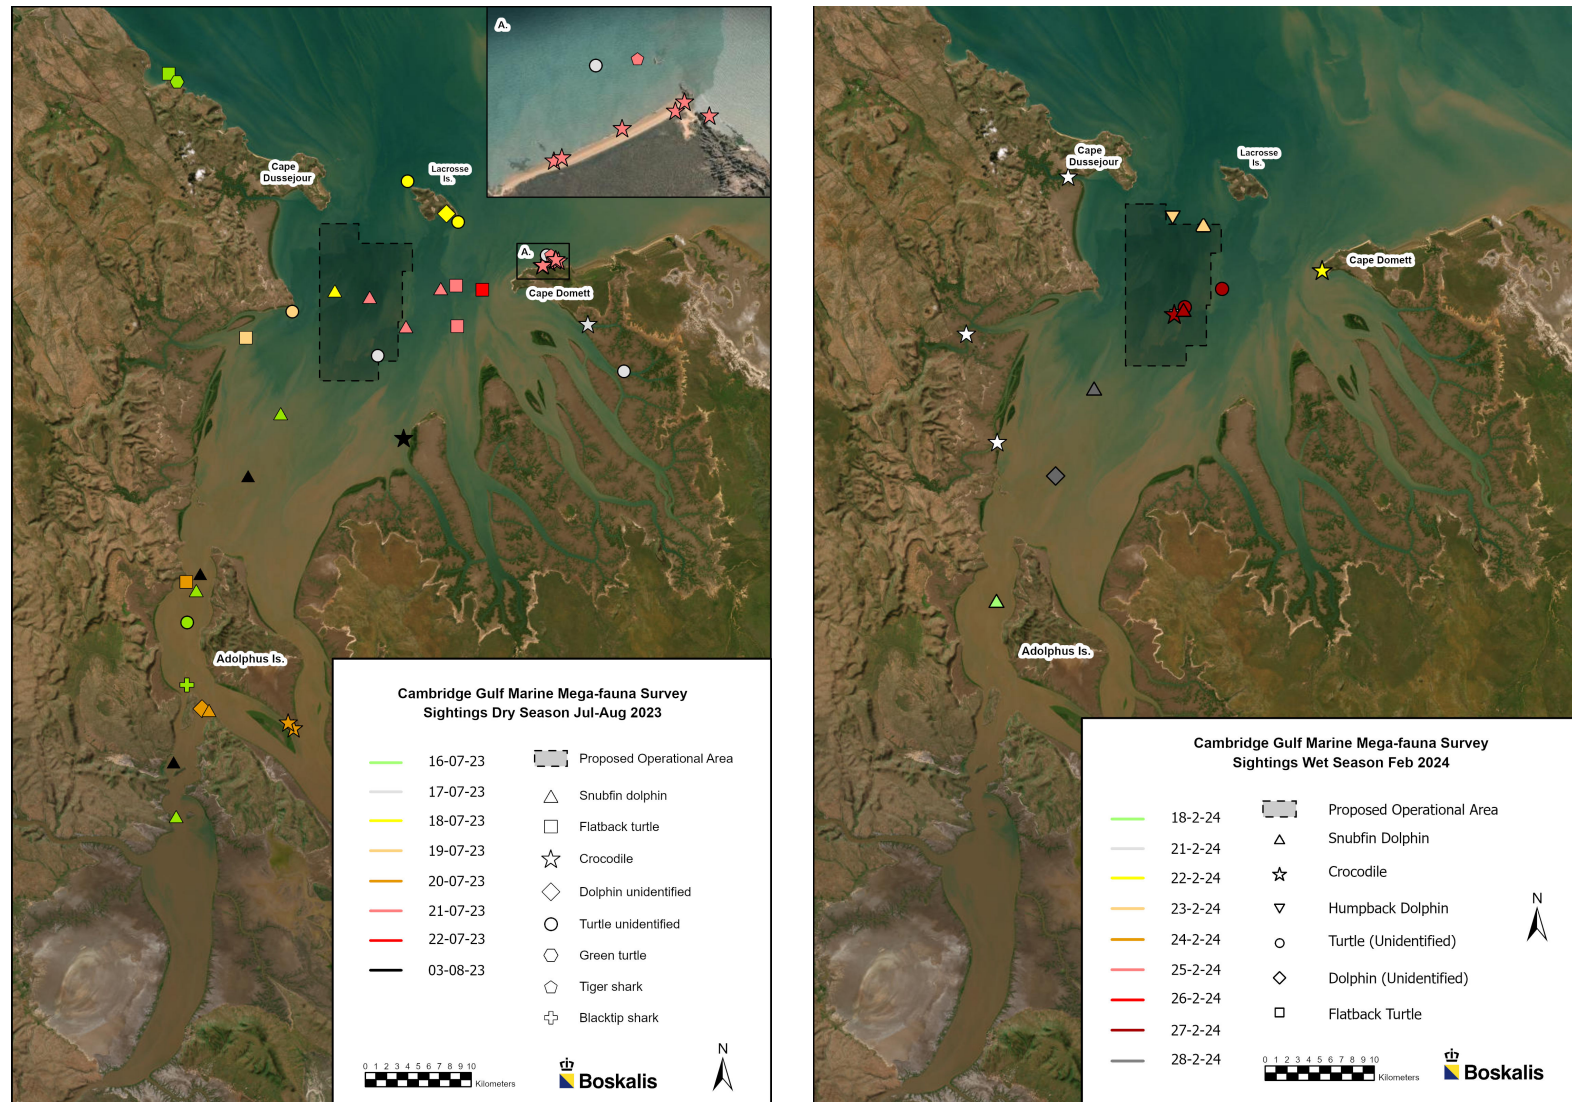 A.
Cape
Dussejour
Lacrosse
Is.
A.
Cape Domett
Adolphus Is.
Cambridge Gulf Marine Mega-fauna Survey
Sightings Dry Season Jul-Aug 2023
16-07-23
17-07-23
18-07-23
19-07-23
20-07-23
21-07-23
22-07-23
03-08-23
Proposed Operational Area
Snubfin dolphin
Flatback turtle
Crocodile
Dolphin unidentified
Turtle unidentified
Green turtle
Tiger shark
Blacktip shark
0 1 2 3 4 5 6 7 8 9 10
Kilometers
Boskalis
N
Cape
Dussejour
Lacrosse
Is.
Cape Domett
Adolphus Is.
Cambridge Gulf Marine Mega-fauna Survey
Sightings Wet Season Feb 2024
18-2-24
21-2-24
22-2-24
23-2-24
24-2-24
25-2-24
26-2-24
27-2-24
28-2-24
Proposed Operational Area
Snubfin Dolphin
Crocodile
Humpback Dolphin
Turtle (Unidentified)
Dolphin (Unidentified)
Flatback Turtle
N
0 1 2 3 4 5 6 7 8 9 10
Kilometers
Boskalis